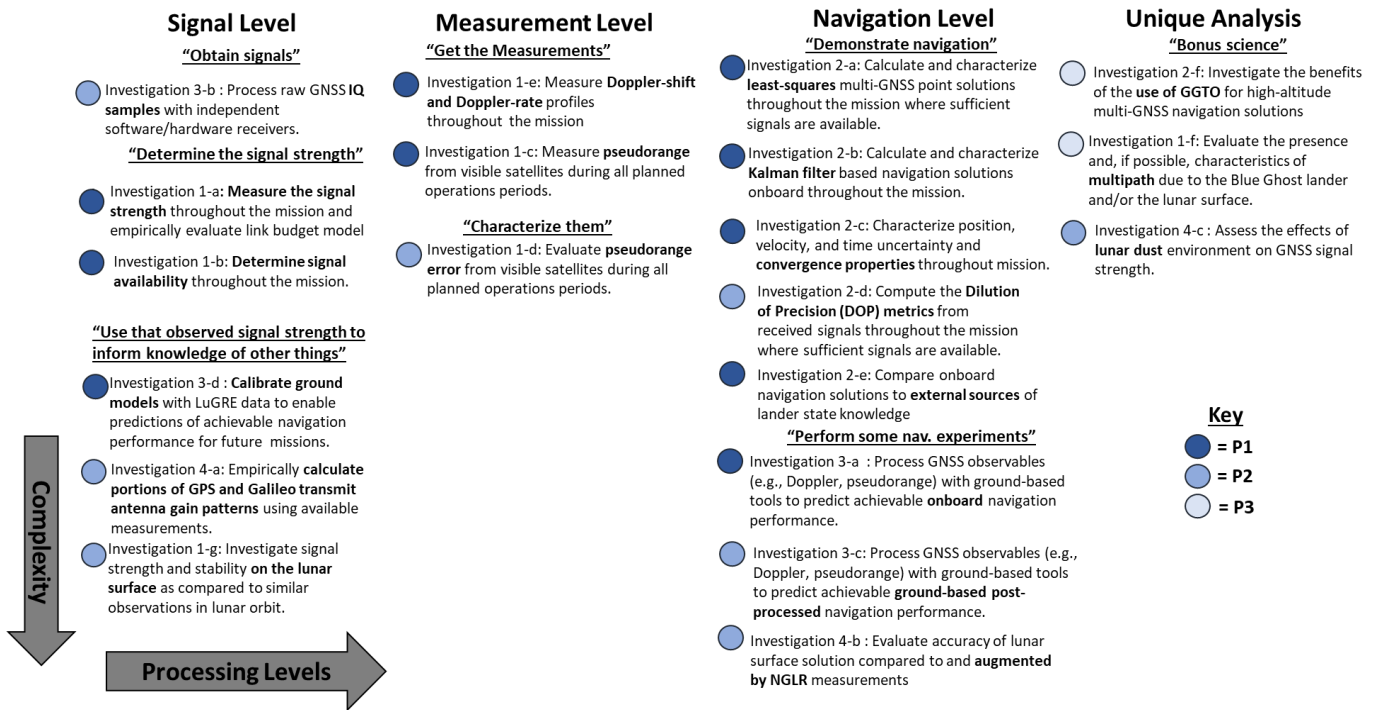 Signal Level
"Obtain signals"
Investigation 3-b : Process raw GNSS IQ
samples with independent
software/hardware receivers.
"Determine the signal strength"
Investigation 1-a: Measure the signal
strength throughout the mission and
empirically evaluate link budget model
Investigation 1-b: Determine signal
availability throughout the mission.
"Use that observed signal strength to
inform knowledge of other things"
Investigation 3-d : Calibrate ground
models with LuGRE data to enable
predictions of achievable navigation
performance for future missions.
Investigation 4-a: Empirically calculate
portions of GPS and Galileo transmit
antenna gain patterns using available
measurements.
Investigation 1-g: Investigate signal
strength and stability on the lunar
surface as compared to similar
observations in lunar orbit.
Measurement Level
"Get the Measurements"
Investigation 1-e: Measure Doppler-shift
and Doppler-rate profiles
throughout the mission
Investigation 1-c: Measure pseudorange
from visible satellites during all planned
operations periods.
"Characterize them"
Investigation 1-d: Evaluate pseudorange
error from visible satellites during all
planned operations periods.
Navigation Level
"Demonstrate navigation"
Investigation 2-a: Calculate and characterize
least-squares multi-GNSS point solutions
throughout the mission where sufficient
signals are available.
Investigation 2-b: Calculate and characterize
Kalman filter based navigation solutions
onboard throughout the mission.
Investigation 2-c: Characterize position,
velocity, and time uncertainty and
convergence properties throughout mission.
Investigation 2-d: Compute the Dilution
of Precision (DOP) metrics from
received signals throughout the mission
where sufficient signals are available.
Investigation 2-e: Compare onboard
navigation solutions to external sources of
lander state knowledge
"Perform some nav. experiments"
Investigation 3-a : Process GNSS observables
(e.g., Doppler, pseudorange) with ground-based
tools to predict achievable onboard navigation
performance.
Investigation 3-c: Process GNSS observables (e.g.,
Doppler, pseudorange) with ground-based tools
to predict achievable ground-based post-
processed navigation performance.
Investigation 4-b : Evaluate accuracy of lunar
surface solution compared to and augmented
by NGLR measurements
Unique Analysis
"Bonus science"
Investigation 2-f: Investigate the benefits
of the use of GGTO for high-altitude
multi-GNSS navigation solutions
Investigation 1-f: Evaluate the presence
and, if possible, characteristics of
multipath due to the Blue Ghost lander
and/or the lunar surface.
Investigation 4-c : Assess the effects of
lunar dust environment on GNSS signal
strength.
Key
= P1
= P2
= P3
Complexity
Processing Levels